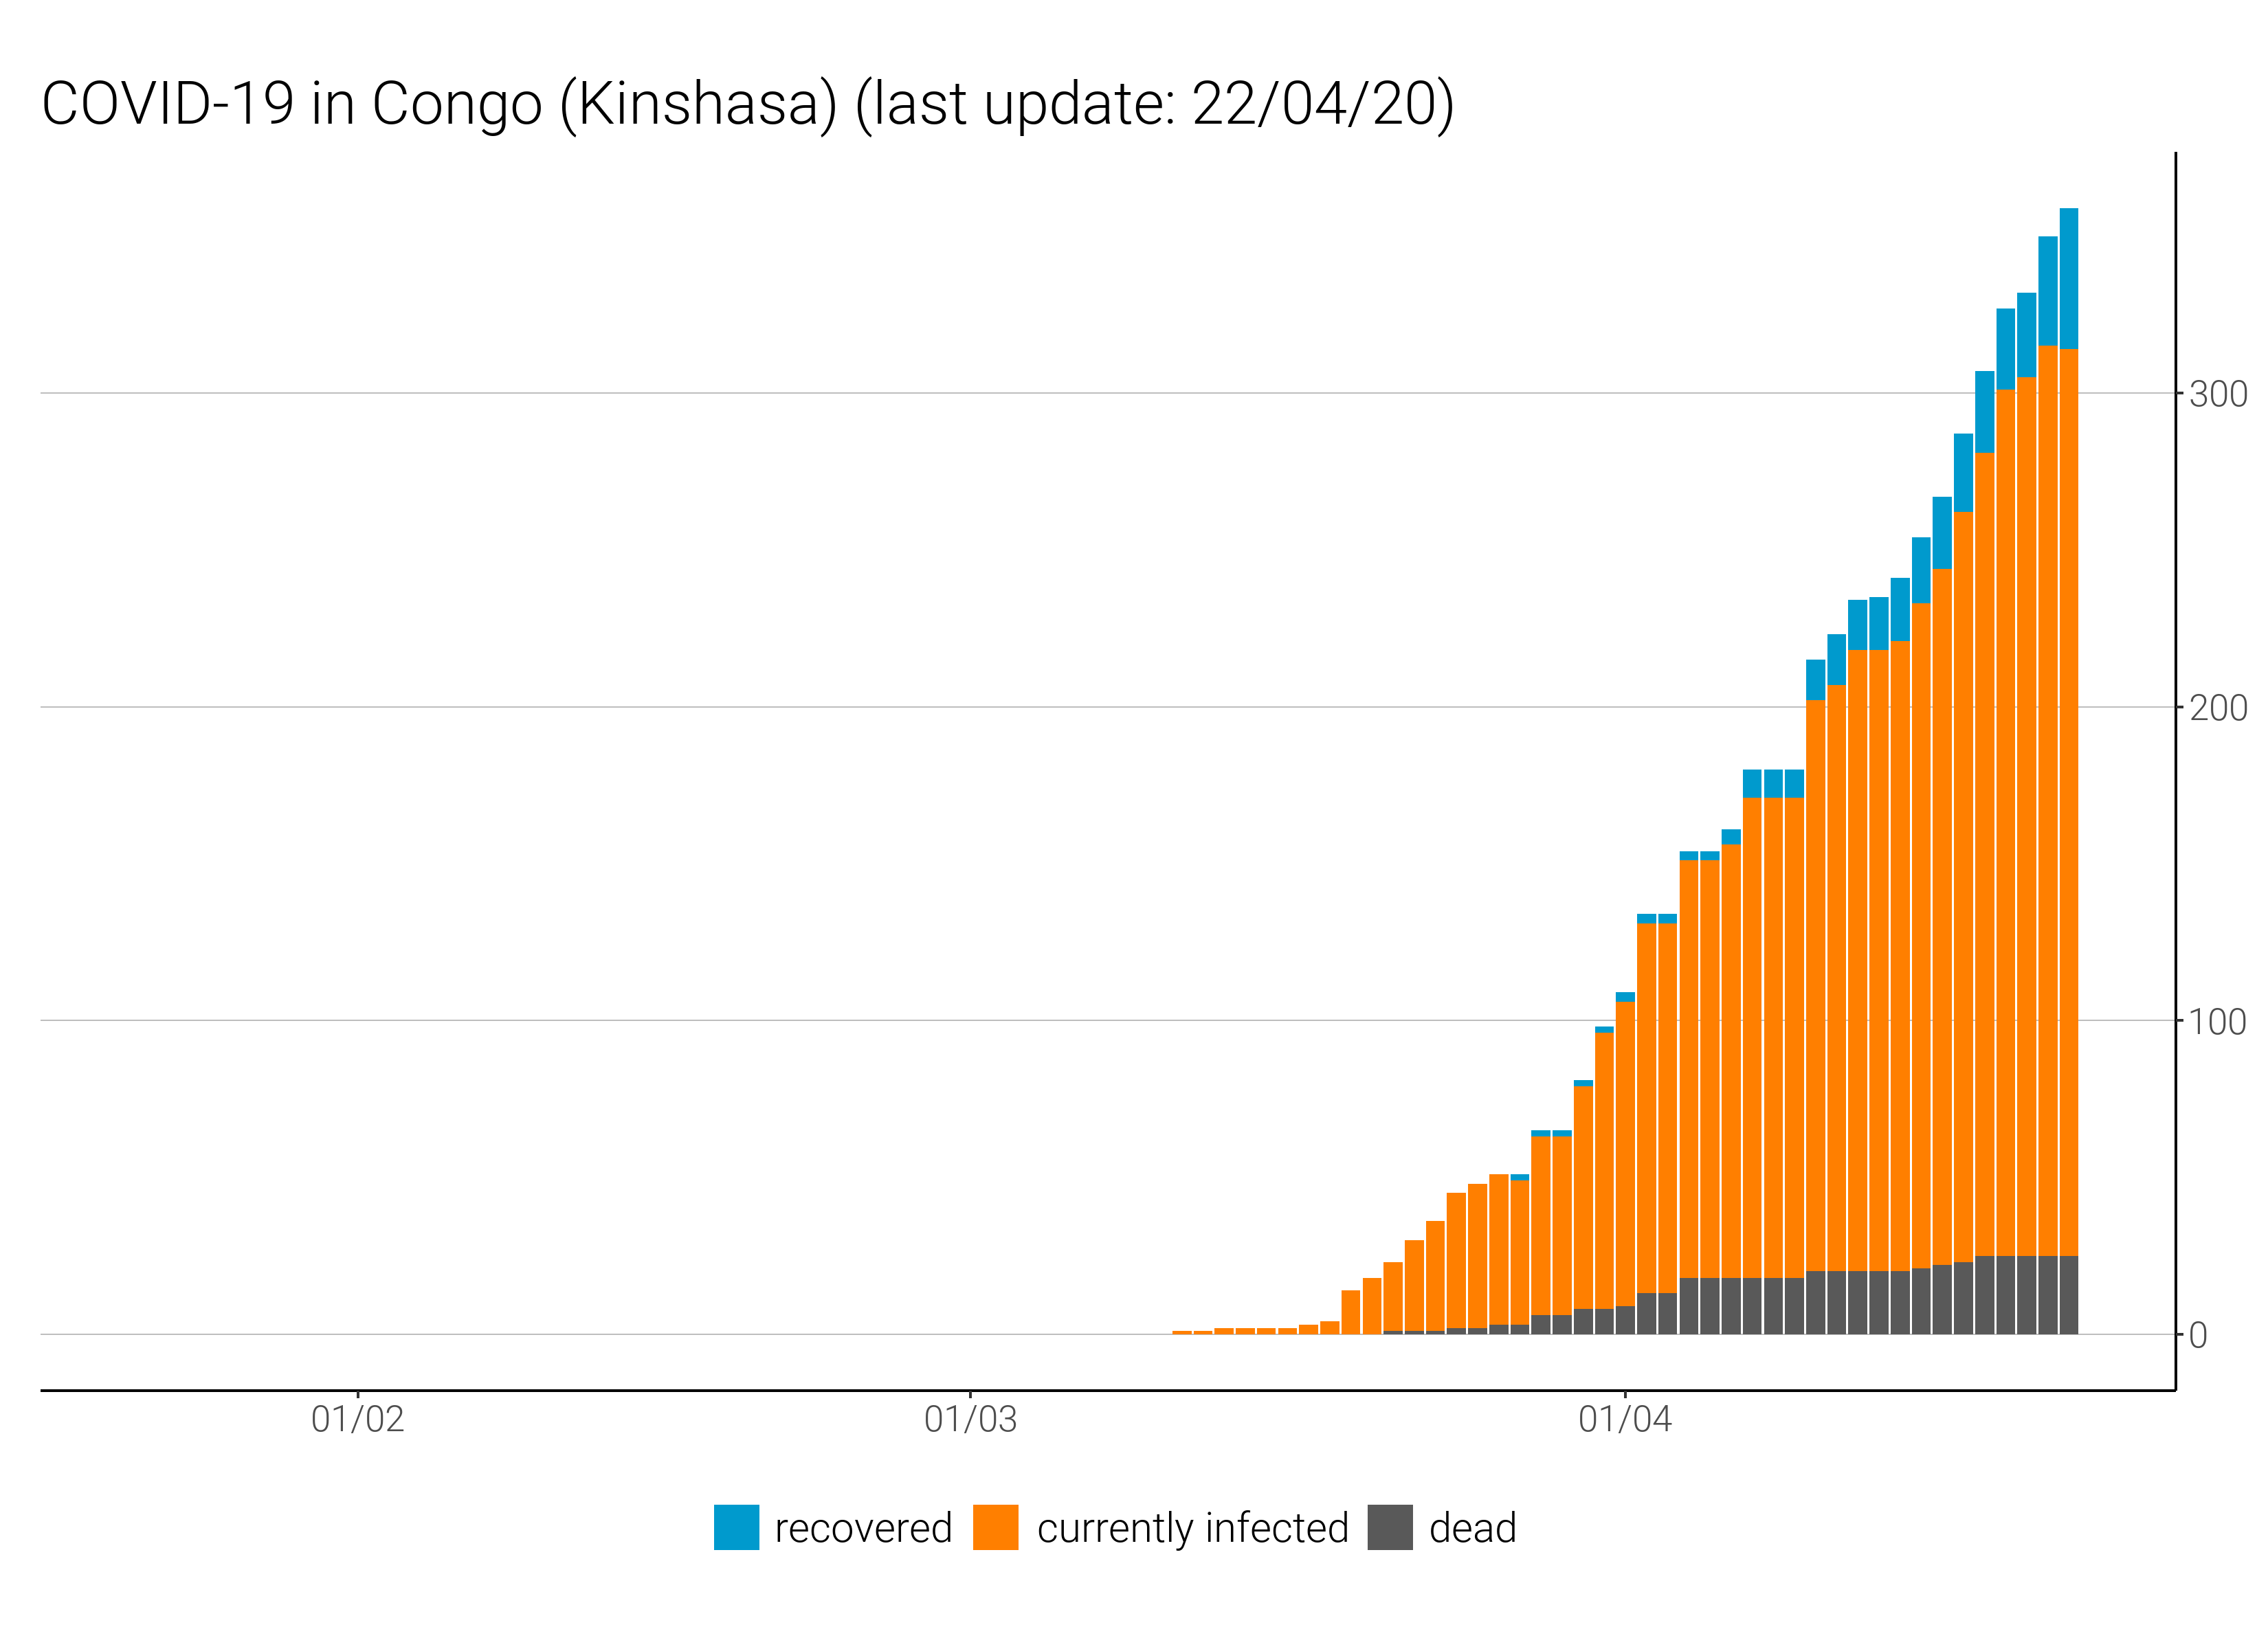 COVID-19 in Congo (Kinshasa) (last update: 22/04/20)
300
200
100
0
01/02 01/03 01/04
recovered currently infected dead